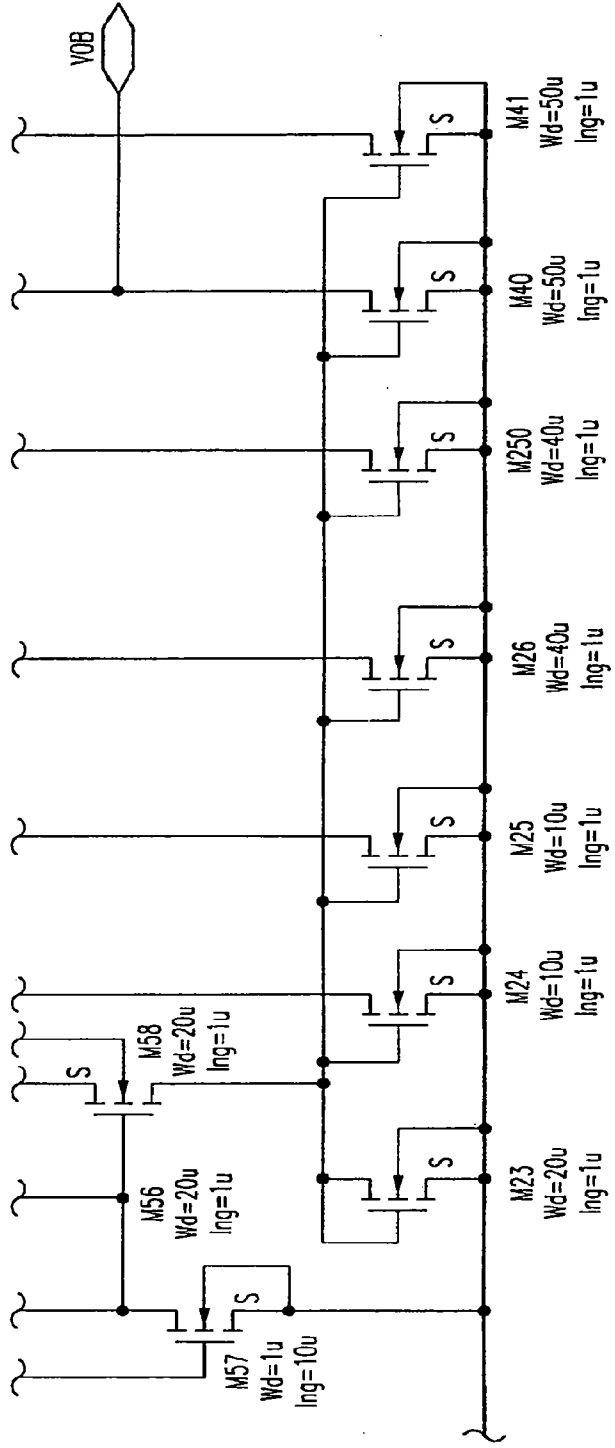 VOB
S
M58
Wd=20u
lng=1u
M56
Wd=20u
lng=1u
S
M57
Wd=1u
lng=10u
S
M23
Wd=20u
lng=1u
S
M24
Wd=10u
lng=1u
S
M25
Wd=10u
lng=1u
S
M26
Wd=40u
lng=1u
S
M250
Wd=40u
lng=1u
S
M40
Wd=50u
lng=1u
S
M41
Wd=50u
lng=1u